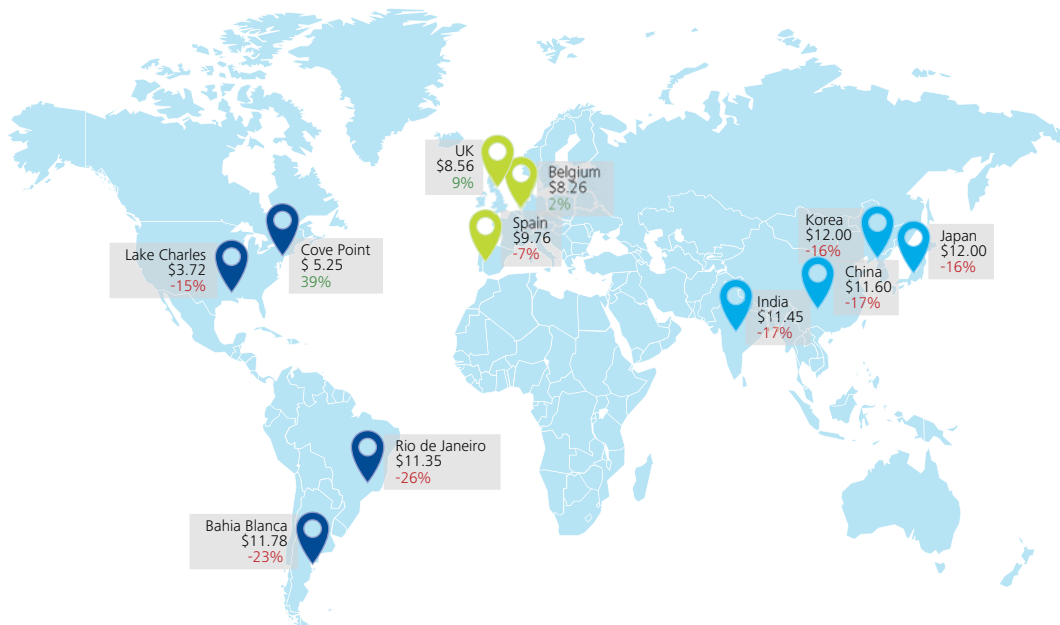 UK
$8.56
9%
Belgium
$8.26
2%
Spain
$9.76
-7%
Korea
$12.00
-16%
Japan
$12.00
-16%
Lake Charles
$3.72
-15%
Cove Point
$ 5.25
39%
China
$11.60
-17%
India
$11.45
-17%
Rio de Janeiro
$11.35
-26%
Bahia Blanca
$11.78
-23%